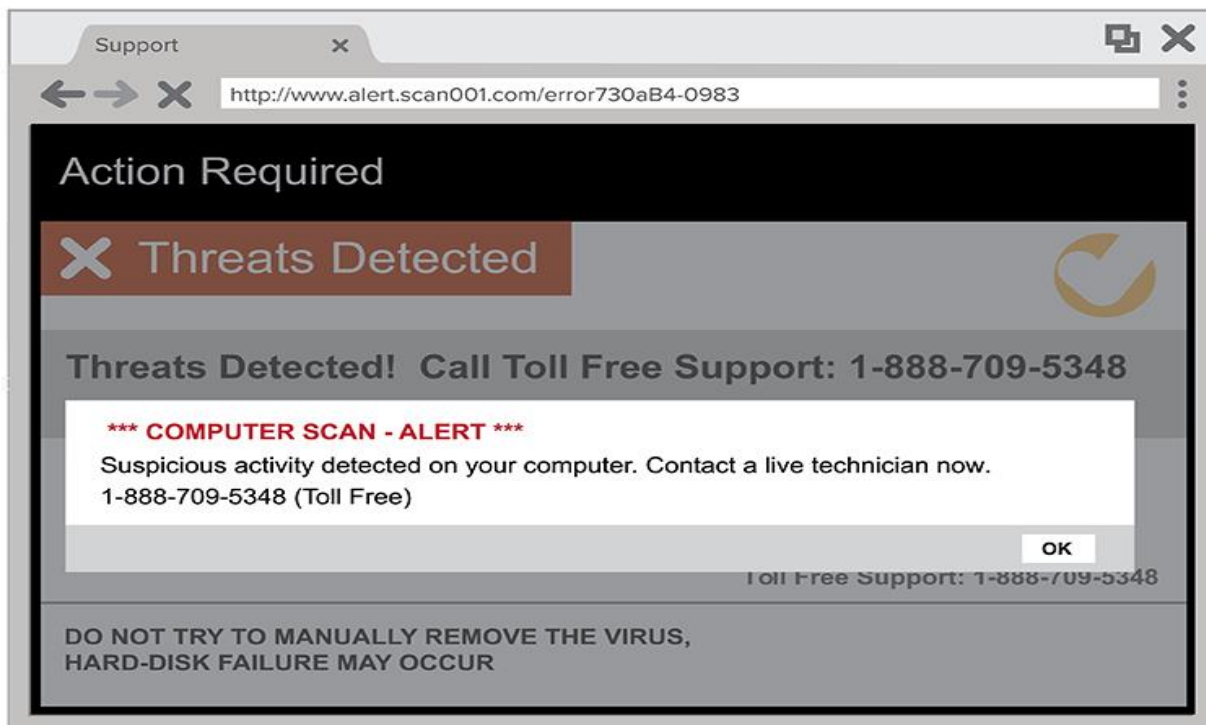 Support
http://www.alert.scan001.com/error730aB4-0983
Action Required
Threats Detected
Threats Detected! Call Toll Free Support: 1-888-709-5348
*** COMPUTER SCAN - ALERT ***
Suspicious activity detected on your computer. Contact a live technician now.
1-888-709-5348 (Toll Free)
OK
Toll Free Support: 1-888-709-5348
DO NOT TRY TO MANUALLY REMOVE THE VIRUS,
HARD-DISK FAILURE MAY OCCUR